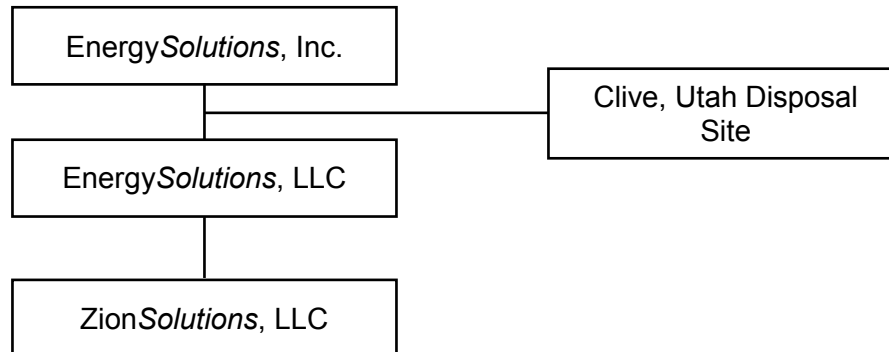 EnergySolutions, Inc.
Clive, Utah Disposal
Site
EnergySolutions, LLC
ZionSolutions, LLC